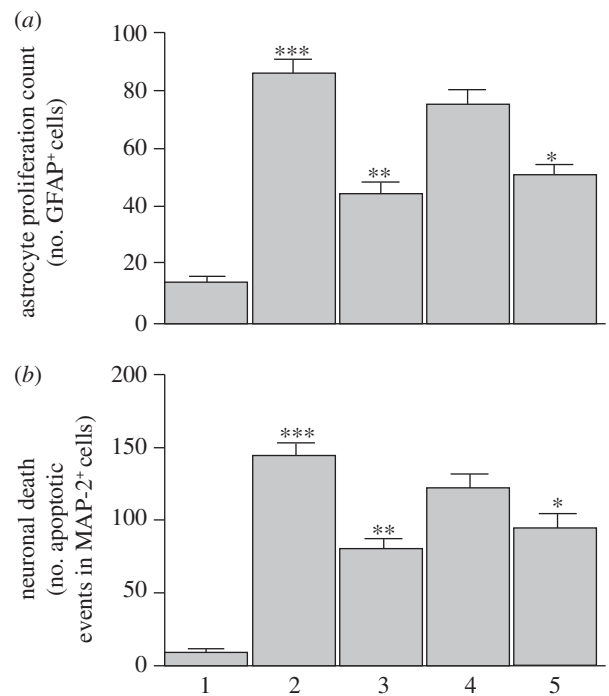 (a)
100
80
60
40
20
0
astrocyte proliferation count
(no. GFAP+ cells)
***
**
*
(b)
200
150
100
50
0
neuronal death
(no. apoptotic
events in MAP-2+ cells)
***
**
*
1 2 3 4 5